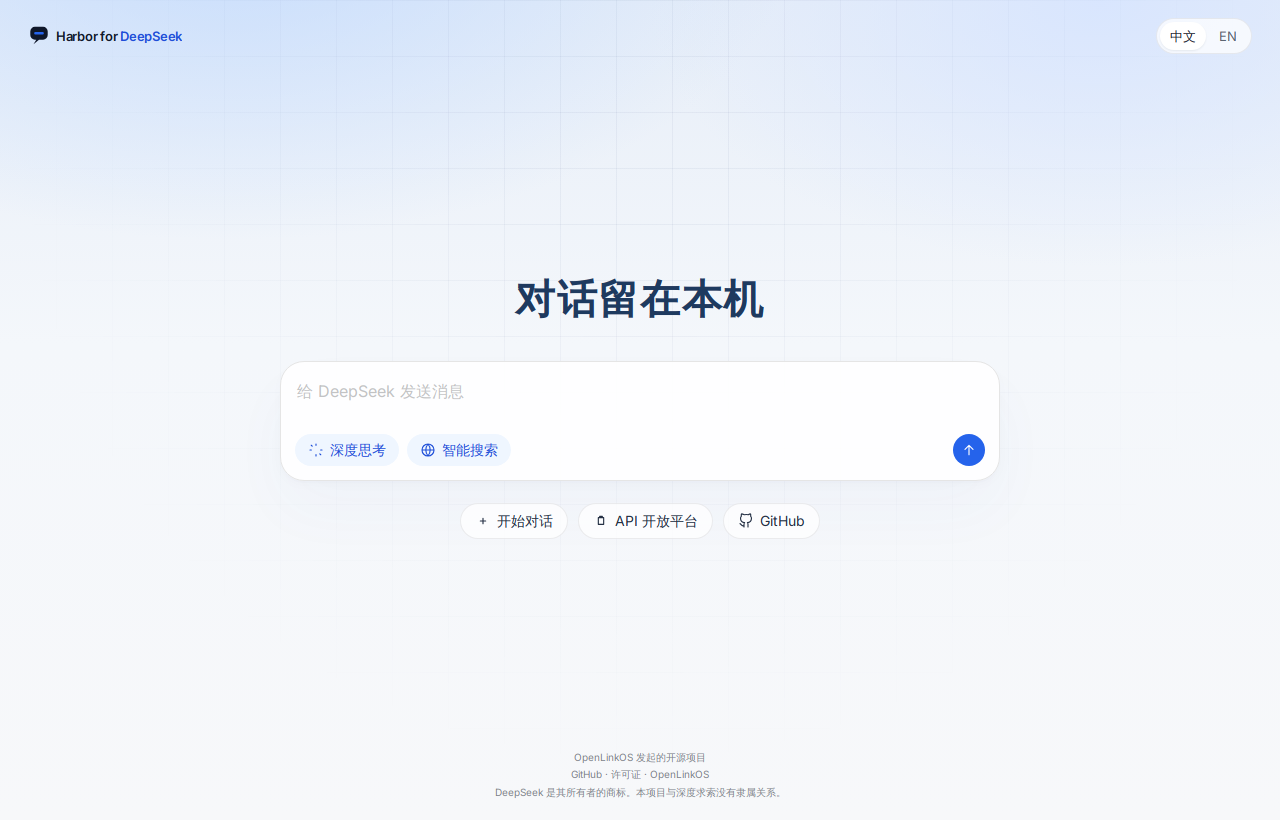 Harbor for DeepSeek
中文 EN
对话留在本机
给 DeepSeek 发送消息
深度思考 智能搜索
开始对话 API 开放平台 GitHub
OpenLinkOS 发起的开源项目
GitHub · 许可证 · OpenLinkOS
DeepSeek 是其所有者的商标。本项目与深度求索没有隶属关系。